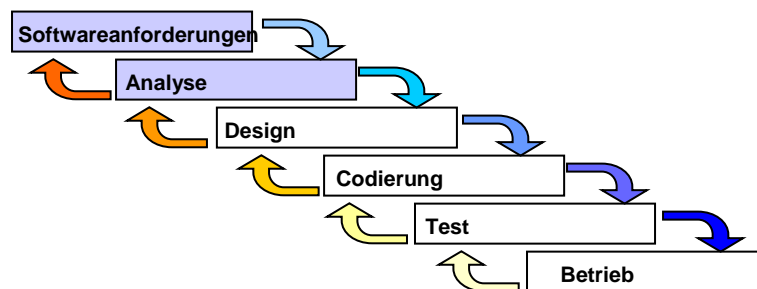 Softwareanforderungen
Analyse
Design
Codierung
Test
Betrieb